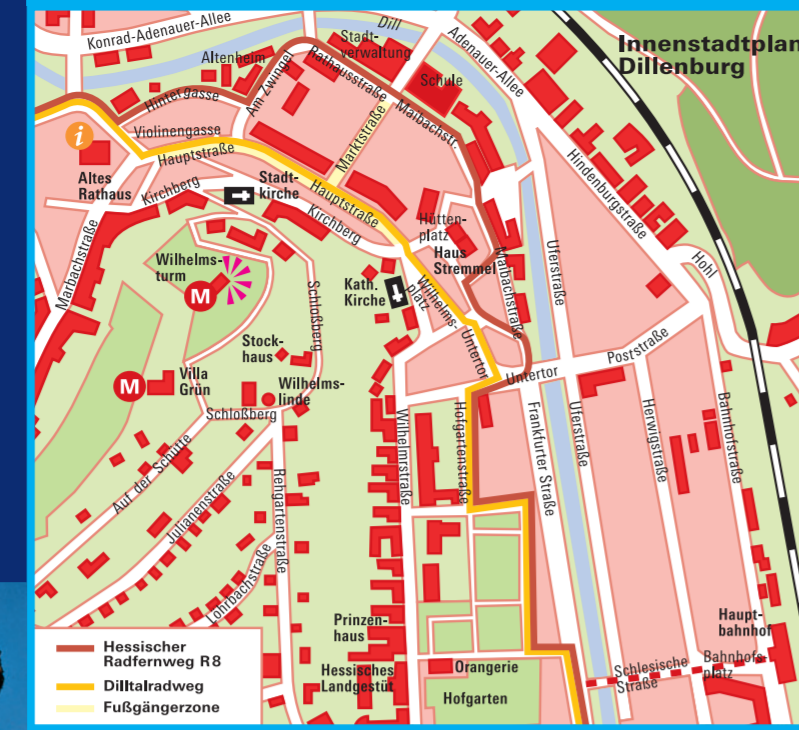 Innenstadtplan
Dillenburg
Konrad-Adenauer-Allee
Dill
Adenauer-Allee
Stadt-
verwaltung
Altenheim
Rathausstraße
Schule
Am Zwingel
Hintergasse
Maibachstr.
Violinengasse
Marktstraße
Hauptstraße
i
Altes
Rathaus
Kirchberg
Stadt-
kirche
Hauptstraße
Kirchberg
Hindenburgstraße
Hütten-
platz
Haus
Stremmel
Uferstraße
Hohl
Marbachstraße
Wilhelms-
turm
M
Kath.
Kirche
Wilhelms-
platz
Maibachstraße
Schloßberg
Stock-
haus
Untertor
Poststraße
Untertor
M
Villa
Grün
Wilhelms-
linde
Schloßberg
Wilhelmrstraße
Hofgartenstraße
Frankfurter Straße
Uferstraße
Herwigstraße
Bahnhofstraße
Auf der Schütte
Julianenstraße
Rehgartenstraße
Lohrbachstraße
Prinzen-
haus
Haupt-
bahnhof
Hessisches
Landgestüt
Orangerie
Hofgarten
Schlesische
Straße
Bahnhofs-
platz
Hessischer
Radfernweg R8
Dilltalradweg
Fußgängerzone